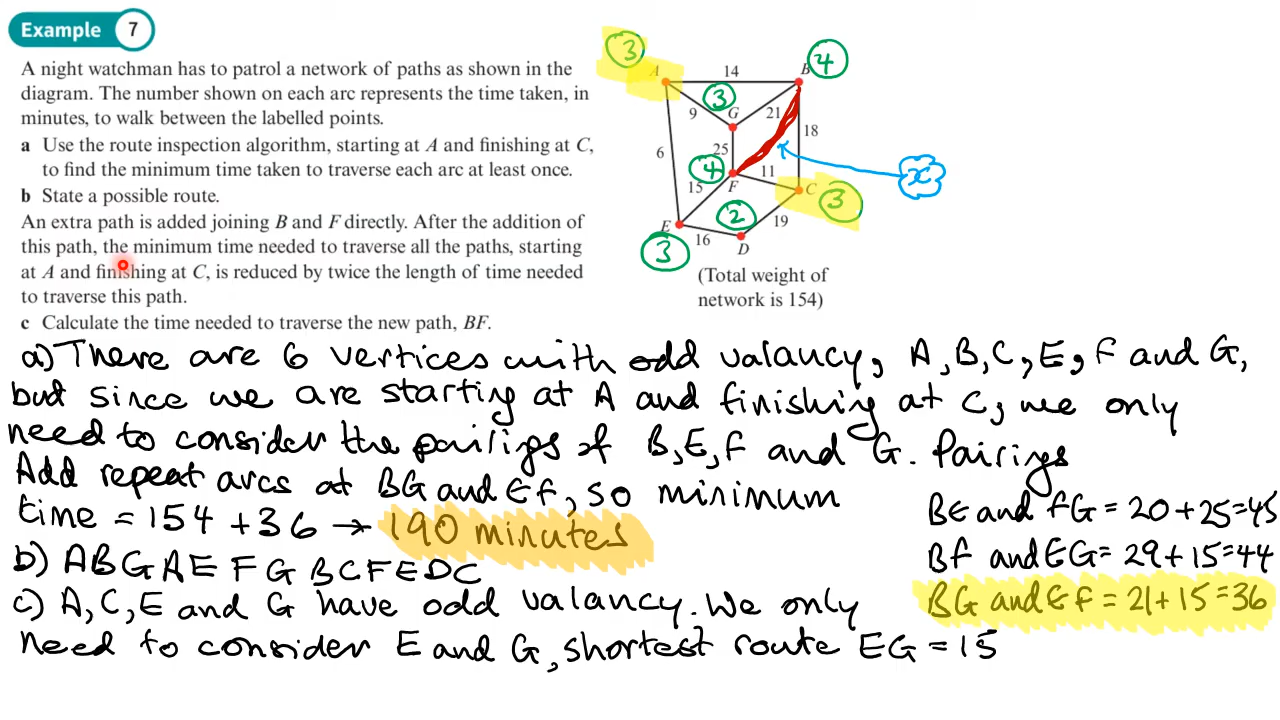 Example 7
A night watchman has to patrol a network of paths as shown in the
diagram. The number shown on each arc represents the time taken, in
minutes, to walk between the labelled points.
a Use the route inspection algorithm, starting at A and finishing at C,
to find the minimum time taken to traverse each arc at least once.
b State a possible route.
An extra path is added joining B and F directly. After the addition of
this path, the minimum time needed to traverse all the paths, starting
at A and finishing at C, is reduced by twice the length of time needed
to traverse this path.
c Calculate the time needed to traverse the new path, BF.
3
4
A 14 B
3
9 G 21
18
6 25
4 11 x
15 F C 3
2
E 19
16 D
3
(Total weight of
network is 154)
a) There are 6 vertices with odd valancy, A, B, C, E, F and G,
but since we are starting at A and finishing at C, we only
need to consider the pairings of B, E, F and G. Pairings
Add repeat arcs at BG and EF, so minimum
time = 154 + 36 → 190 minutes
BE and FG = 20 + 25 = 45
BF and EG = 29 + 15 = 44
BG and EF = 21 + 15 = 36
b) A B G A E F G B C F E D C
c) A, C, E and G have odd valancy. We only
need to consider E and G, shortest route EG = 15